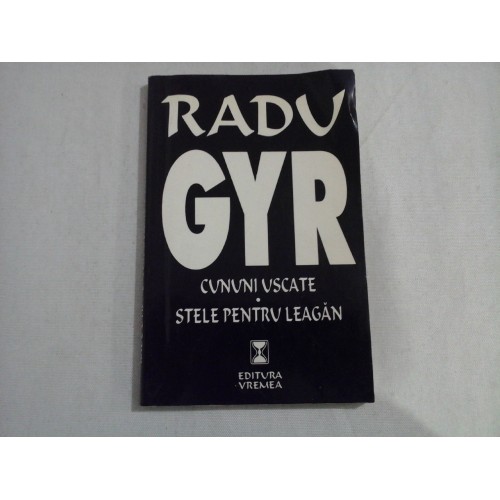 RADU
GYR
CUNUNI USCATE
•
STELE PENTRU LEAGĂN
EDITURA
VREMEA